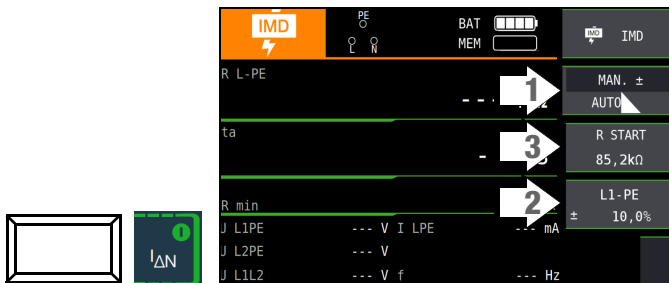 IMD
PE
L N
BAT
MEM
IMD
R L-PE
1
MAN. ±
AUTO
ta
3
R START
85,2kΩ
R min
2
L1-PE
± 10,0%
U L1PE --- V I LPE --- mA
U L2PE --- V
U L1L2 --- V f --- Hz
I
IΔN